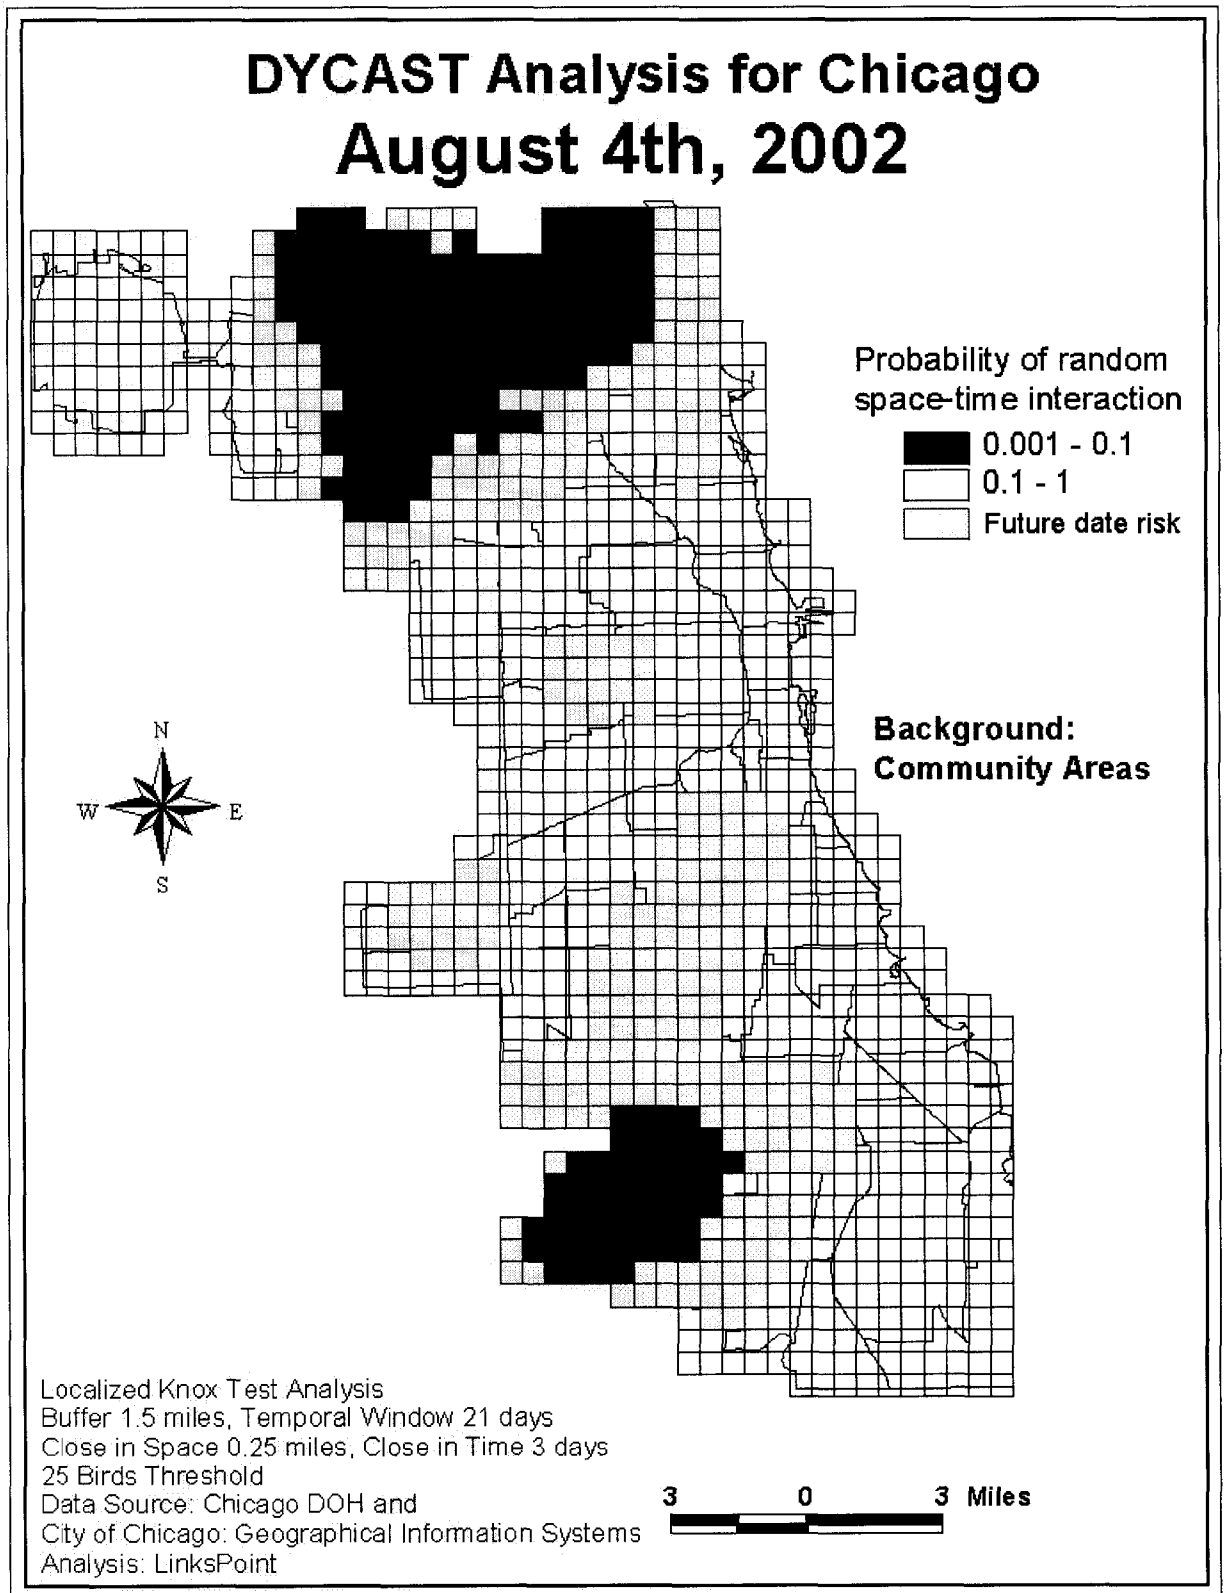 DYCAST Analysis for Chicago
August 4th, 2002
Probability of random
space-time interaction
0.001 - 0.1
0.1 - 1
Future date risk
Background:
Community Areas
N
W E
S
Localized Knox Test Analysis
Buffer 1.5 miles, Temporal Window 21 days
Close in Space 0.25 miles, Close in Time 3 days
25 Birds Threshold
Data Source: Chicago DOH and
City of Chicago: Geographical Information Systems
Analysis: LinksPoint
3 0 3 Miles